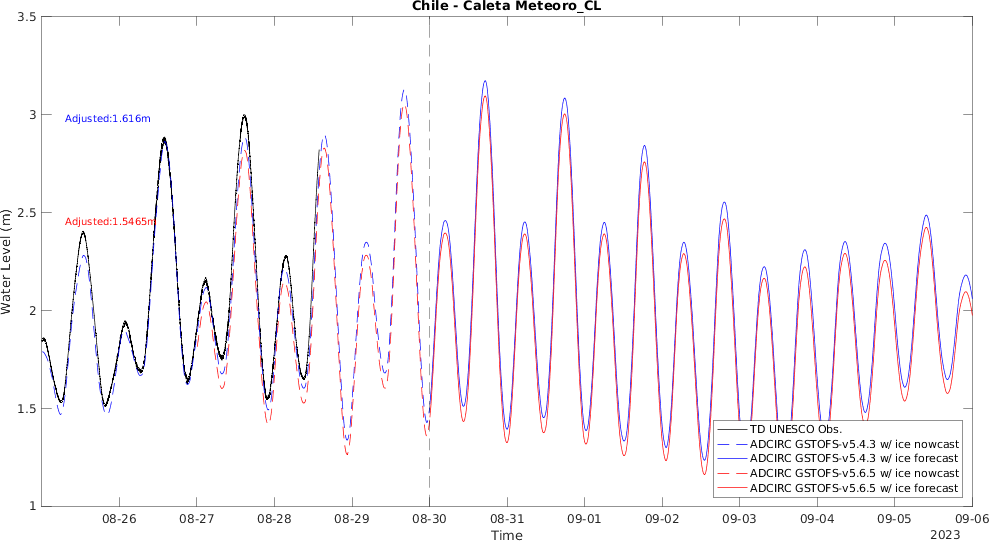 Chile - Caleta Meteoro_CL
3.5
3
2.5
2
1.5
1
Water Level (m)
Adjusted:1.616m
Adjusted:1.5465m
TD UNESCO Obs.
ADCIRC GSTOFS-v5.4.3 w/ ice nowcast
ADCIRC GSTOFS-v5.4.3 w/ ice forecast
ADCIRC GSTOFS-v5.6.5 w/ ice nowcast
ADCIRC GSTOFS-v5.6.5 w/ ice forecast
08-26 08-27 08-28 08-29 08-30 08-31 09-01 09-02 09-03 09-04 09-05 09-06
Time
2023